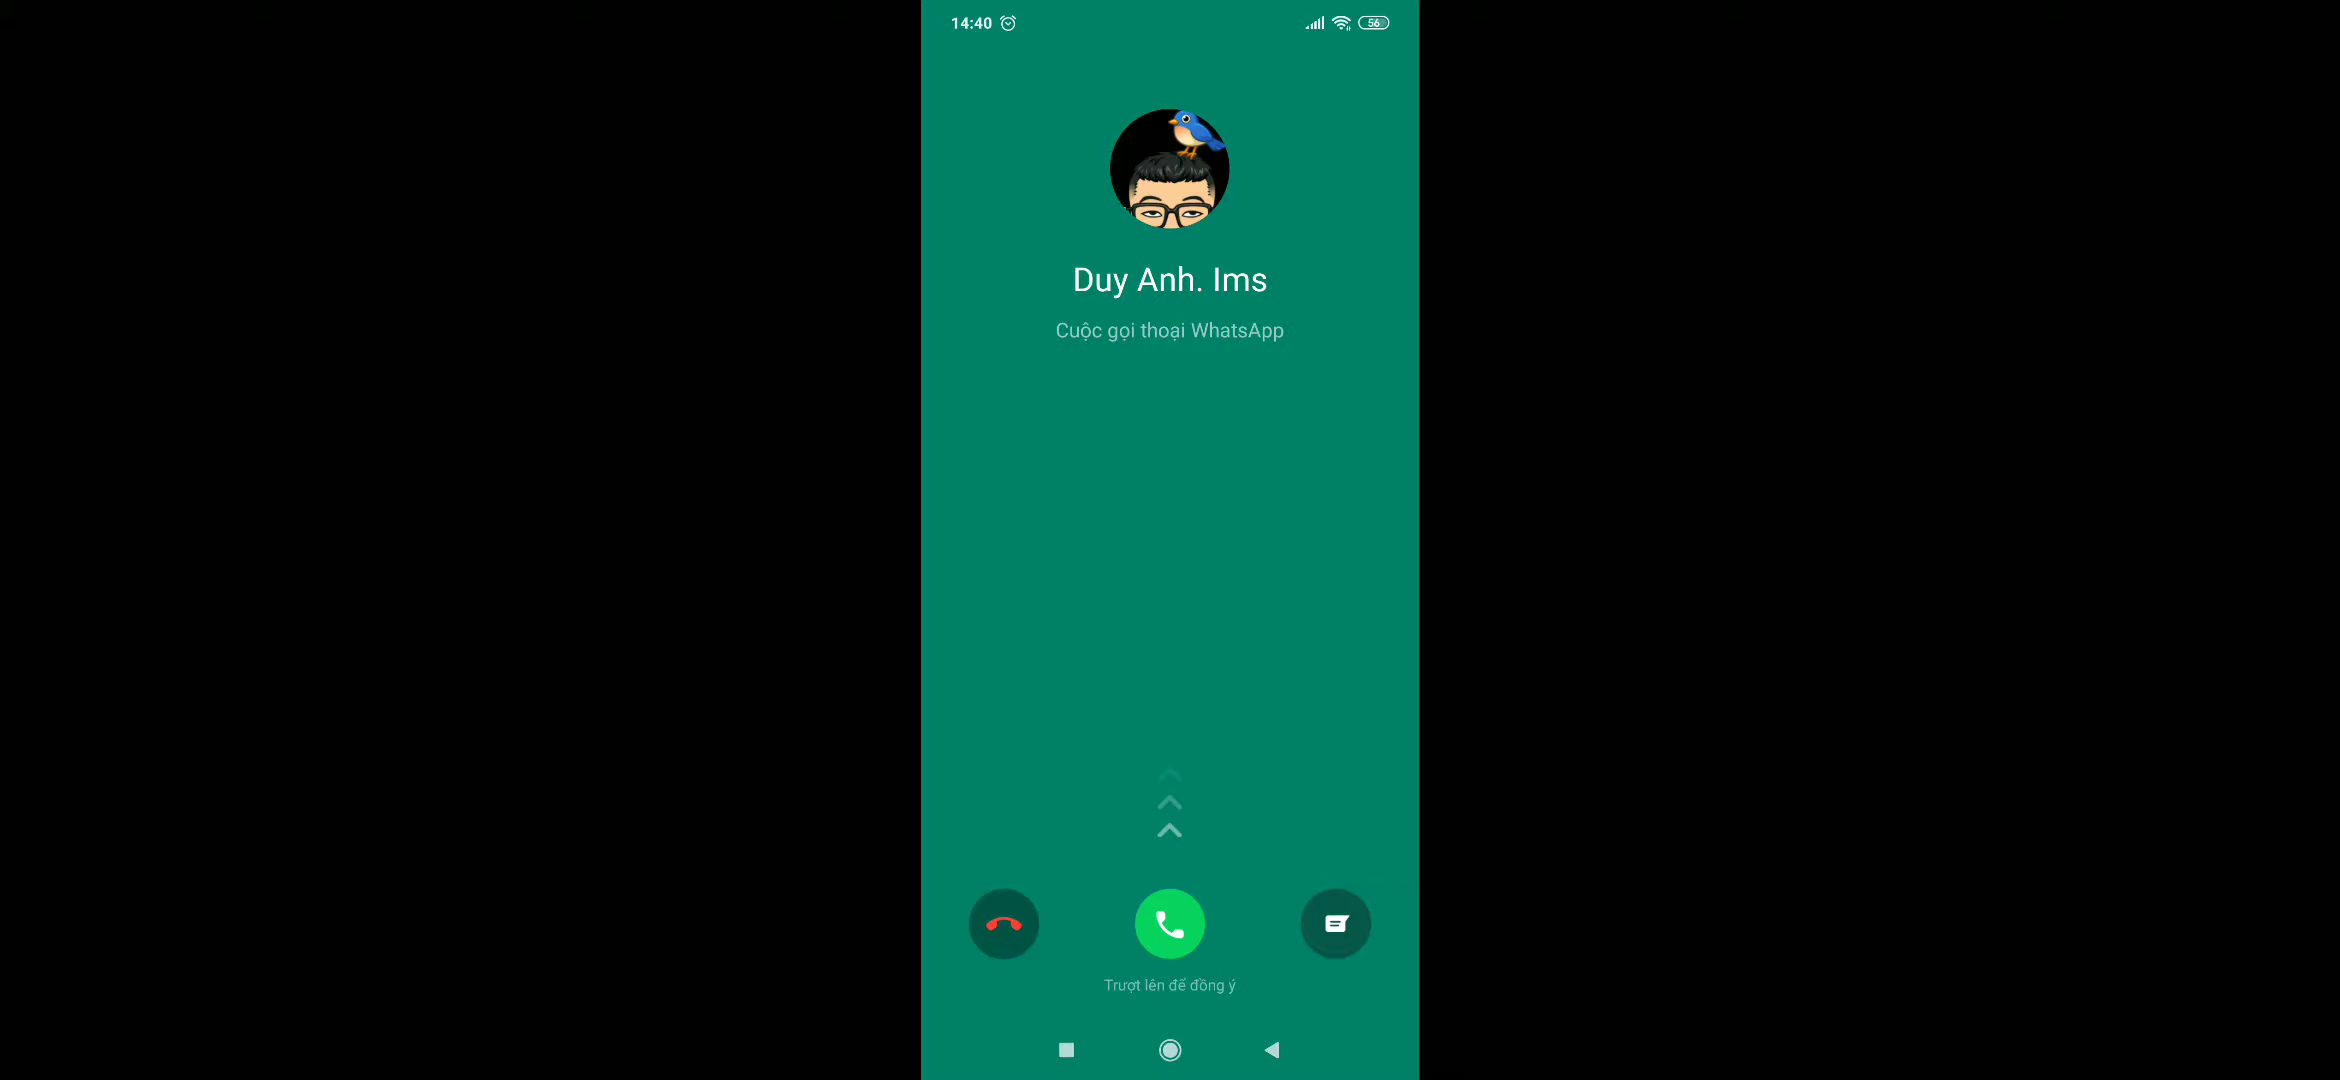 14:40
56
Duy Anh. Ims
Cuộc gọi thoại WhatsApp
Trượt lên để đồng ý